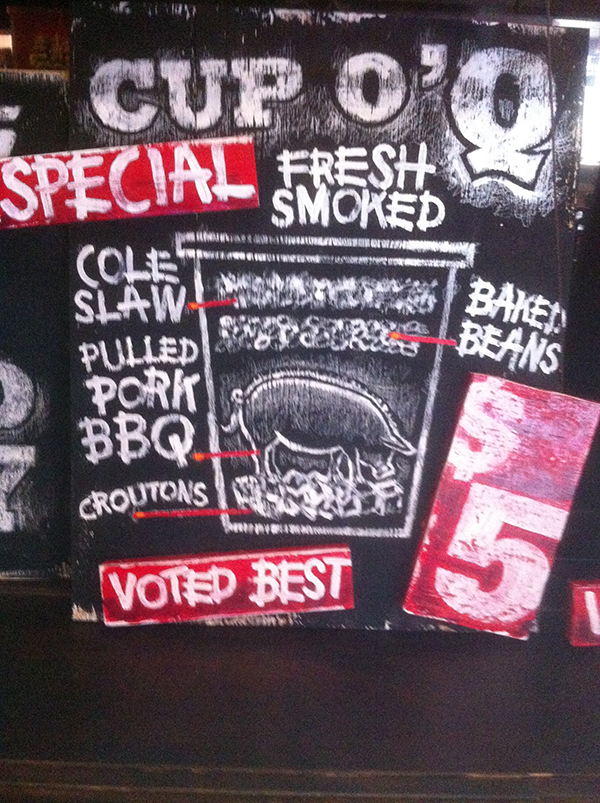 CUP O'Q
SPECIAL
FRESH
SMOKED
COLE
SLAW
BAKED
BEANS
PULLED
PORK
BBQ
CROUTONS
$5
VOTED BEST